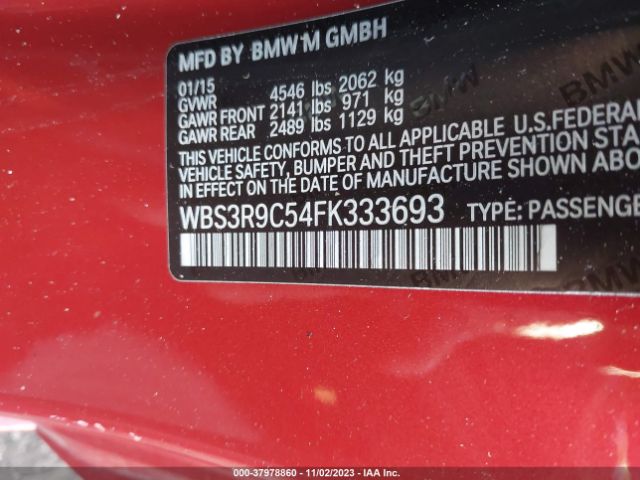 MFD BY BMW M GMBH
01/15
GVWR 4546 lbs 2062 kg
GAWR FRONT 2141 lbs 971 kg
GAWR REAR 2489 lbs 1129 kg
THIS VEHICLE CONFORMS TO ALL APPLICABLE U.S.FEDERAL
VEHICLE SAFETY, BUMPER AND THEFT PREVENTION STA
IN EFFECT ON THE DATE OF MANUFACTURE SHOWN ABO
WBS3R9C54FK333693 TYPE: PASSENGE
BMW
BMW
000-37978860 - 11/02/2023 - IAA Inc.